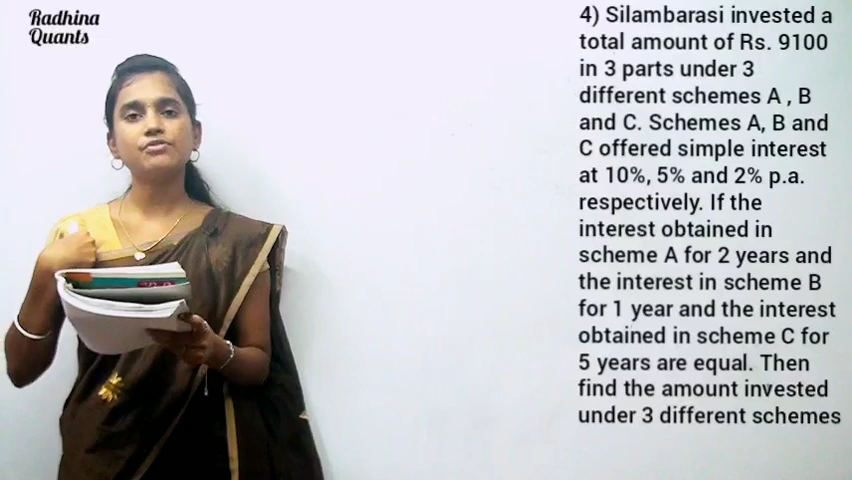 Radhina
Quants
4) Silambarasi invested a
total amount of Rs. 9100
in 3 parts under 3
different schemes A , B
and C. Schemes A, B and
C offered simple interest
at 10%, 5% and 2% p.a.
respectively. If the
interest obtained in
scheme A for 2 years and
the interest in scheme B
for 1 year and the interest
obtained in scheme C for
5 years are equal. Then
find the amount invested
under 3 different schemes